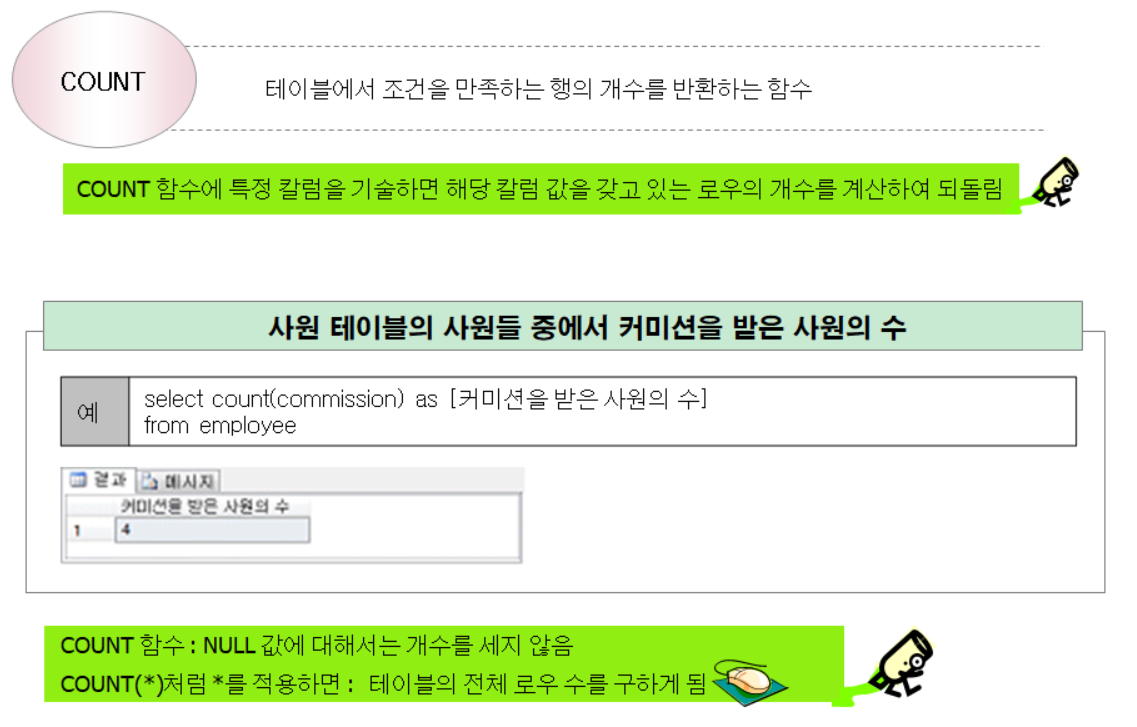 COUNT
테이블에서 조건을 만족하는 행의 개수를 반환하는 함수
COUNT 함수에 특정 칼럼을 기술하면 해당 칼럼 값을 갖고 있는 로우의 개수를 계산하여 되돌림
사원 테이블의 사원들 중에서 커미션을 받은 사원의 수
예
select count(commission) as [커미션을 받은 사원의 수]
from employee
결과 메시지
커미션을 받은 사원의 수
1 4
COUNT 함수 : NULL 값에 대해서는 개수를 세지 않음
COUNT(*)처럼 *를 적용하면 : 테이블의 전체 로우 수를 구하게 됨